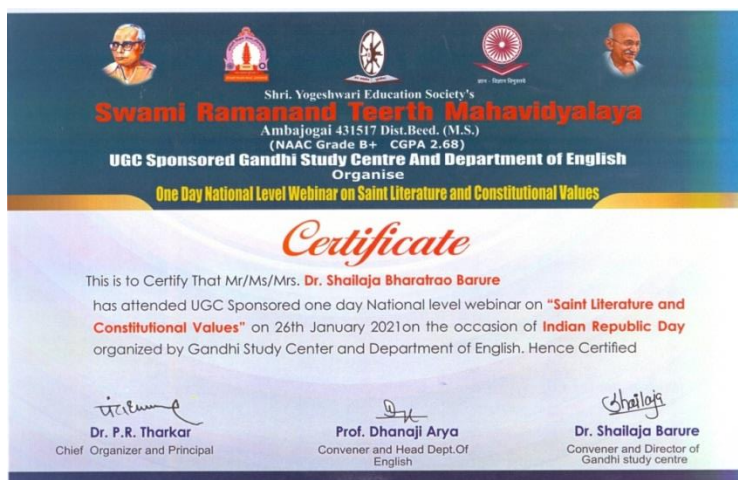 ज्ञान - विज्ञान विमुक्तये
Shri. Yogeshwari Education Society's
Swami Ramanand Teerth Mahavidyalaya
Ambajogai 431517 Dist.Beed. (M.S.)
(NAAC Grade B+ CGPA 2.68)
UGC Sponsored Gandhi Study Centre And Department of English
Organise
One Day National Level Webinar on Saint Literature and Constitutional Values
Certificate
This is to Certify That Mr/Ms/Mrs. Dr. Shailaja Bharatrao Barure
has attended UGC Sponsored one day National level webinar on "Saint Literature and
Constitutional Values" on 26th January 2021on the occasion of Indian Republic Day
organized by Gandhi Study Center and Department of English. Hence Certified
Shailaja
Dr. P.R. Tharkar
Chief Organizer and Principal
Prof. Dhanaji Arya
Convener and Head Dept.Of
English
Dr. Shailaja Barure
Convener and Director of
Gandhi study centre